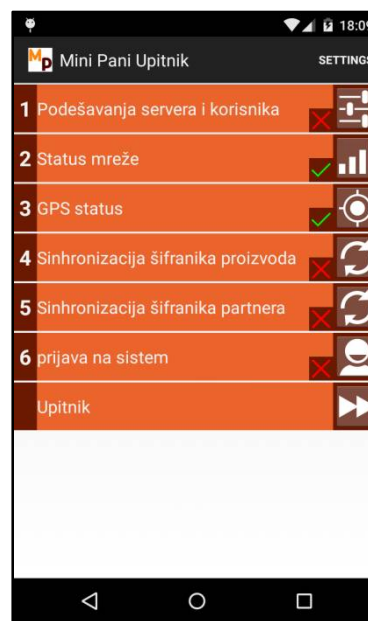 18:09
Mp Mini Pani Upitnik SETTINGS
1 Podešavanja servera i korisnika
2 Status mreže
3 GPS status
4 Sinhronizacija šifranika proizvoda
5 Sinhronizacija šifranika partnera
6 prijava na sistem
Upitnik